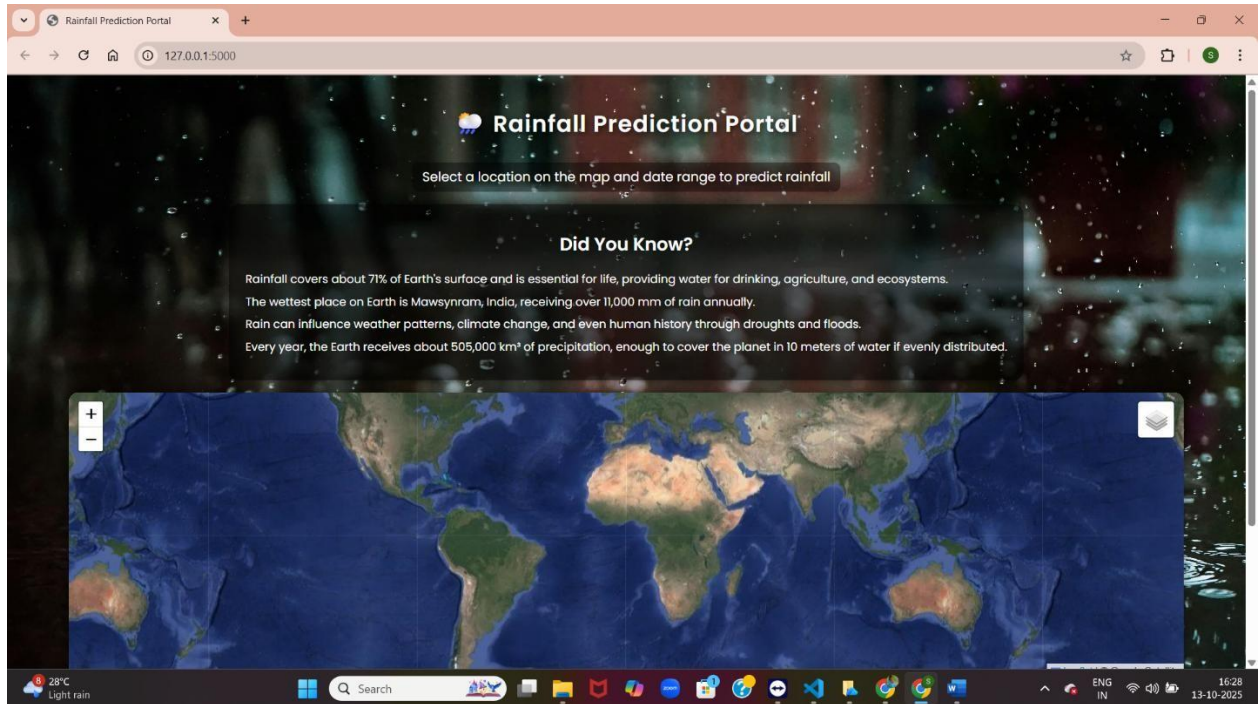 Rainfall Prediction Portal
127.0.0.1:5000
S
Rainfall Prediction Portal
Select a location on the map and date range to predict rainfall
Did You Know?
Rainfall covers about 71% of Earth's surface and is essential for life, providing water for drinking, agriculture, and ecosystems.
The wettest place on Earth is Mawsynram, India, receiving over 11,000 mm of rain annually.
Rain can influence weather patterns, climate change, and even human history through droughts and floods.
Every year, the Earth receives about 505,000 km³ of precipitation, enough to cover the planet in 10 meters of water if evenly distributed.
+
−
8
28°C
Light rain
Search
zoom
ENG
IN
16:28
13-10-2025